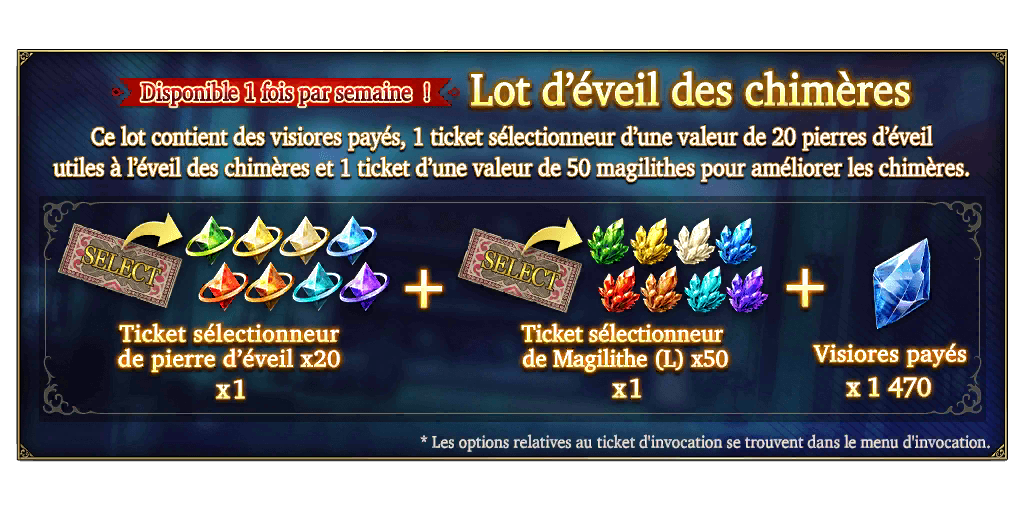 Disponible 1 fois par semaine !
Lot d'éveil des chimères
Ce lot contient des visiores payés, 1 ticket sélectionneur d'une valeur de 20 pierres d'éveil
utiles à l'éveil des chimères et 1 ticket d'une valeur de 50 magilithes pour améliorer les chimères.
SELECT
SELECT
Ticket sélectionneur
de pierre d'éveil x20
x1
+
Ticket sélectionneur
de Magilithe (L) x50
x1
+
Visiores payés
x 1 470
* Les options relatives au ticket d'invocation se trouvent dans le menu d'invocation.